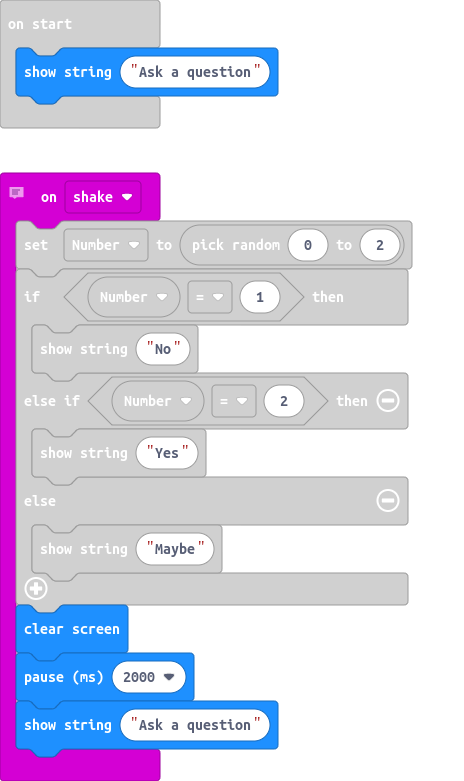 on start
show string "Ask a question"
on shake
set Number to pick random 0 to 2
if Number = 1 then
show string "No"
else if Number = 2 then
show string "Yes"
else
show string "Maybe"
clear screen
pause (ms) 2000
show string "Ask a question"